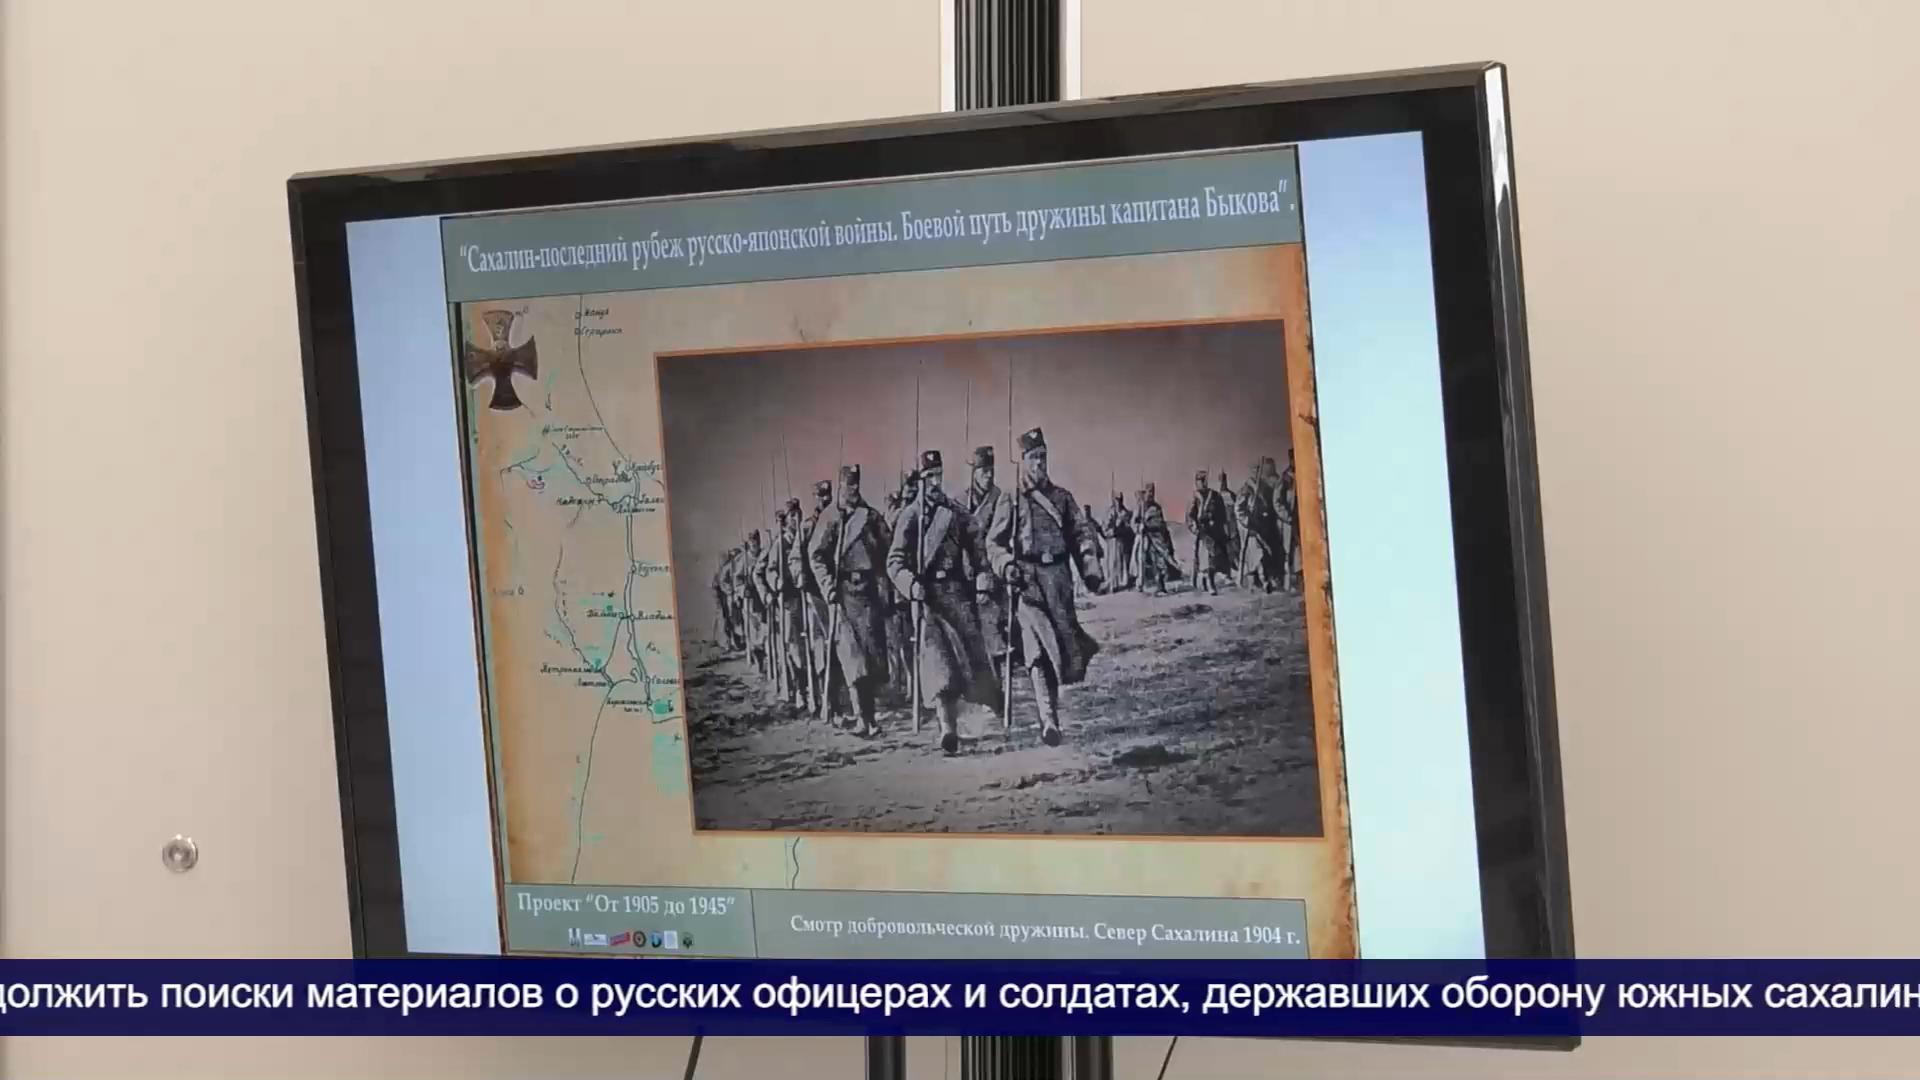 "Сахалин-последний рубеж русско-японской войны. Боевой путь дружины капитана Быкова".
Проект "От 1905 до 1945"
Смотр добровольческой дружины. Север Сахалина 1904 г.
должить поиски материалов о русских офицерах и солдатах, державших оборону южных сахалин